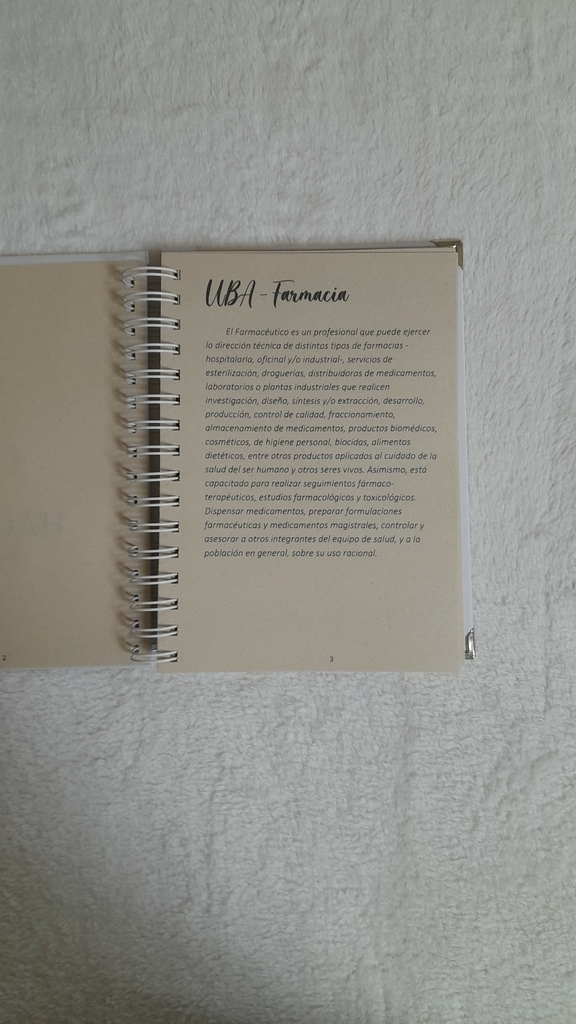 UBA - Farmacia
El Farmacéutico es un profesional que puede ejercer
la dirección técnica de distintos tipos de farmacias -
hospitalaria, oficinal y/o industrial-, servicios de
esterilización, droguerías, distribuidoras de medicamentos,
laboratorios o plantas industriales que realicen
investigación, diseño, síntesis y/o extracción, desarrollo,
producción, control de calidad, fraccionamiento,
almacenamiento de medicamentos, productos biomédicos,
cosméticos, de higiene personal, biocidas, alimentos
dietéticos, entre otros productos aplicados al cuidado de la
salud del ser humano y otros seres vivos. Asimismo, está
capacitado para realizar seguimientos fármaco-
terapéuticos, estudios farmacológicos y toxicológicos.
Dispensar medicamentos, preparar formulaciones
farmacéuticas y medicamentos magistrales, controlar y
asesorar a otros integrantes del equipo de salud, y a la
población en general, sobre su uso racional.
2
3